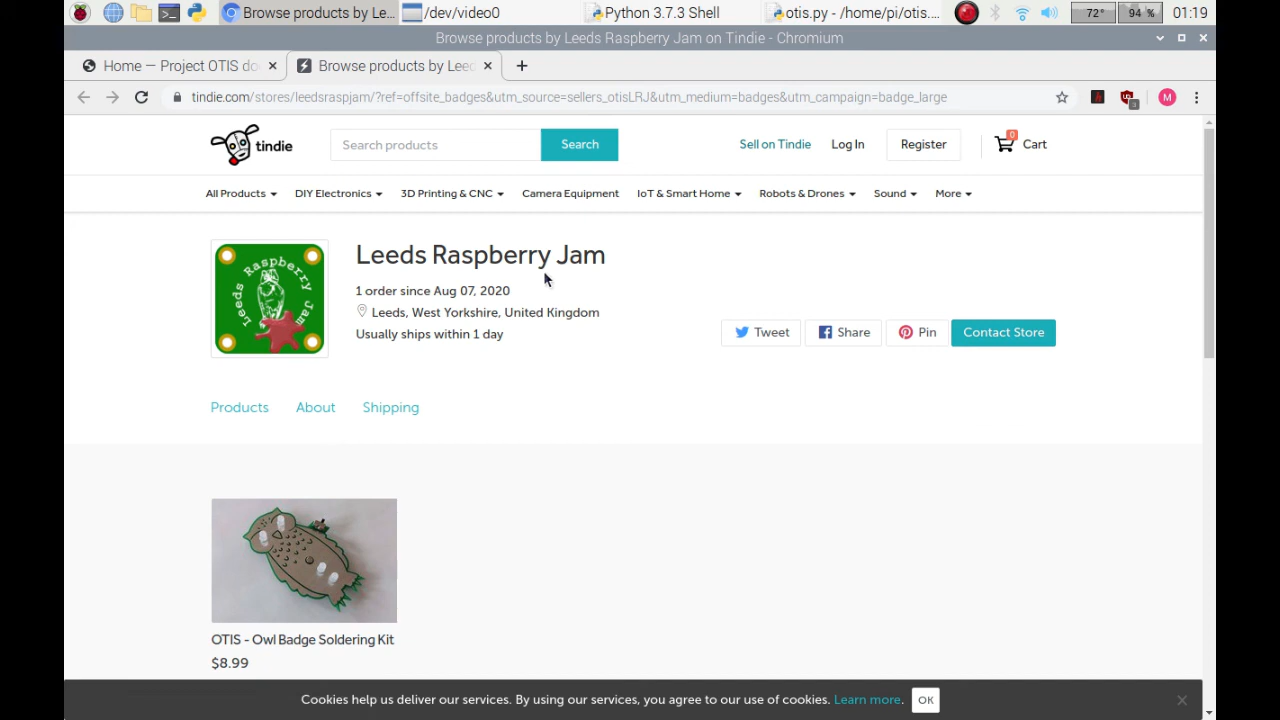 Browse products by Le...
/dev/video0
Python 3.7.3 Shell
otis.py - /home/pi/otis....
72°
94 %
01:19
Browse products by Leeds Raspberry Jam on Tindie - Chromium
Home — Project OTIS do
Browse products by Leed
tindie.com/stores/leedsraspjam/?ref=offsite_badges&utm_source=sellers_otisLRJ&utm_medium=badges&utm_campaign=badge_large
3
M
tindie
Search products
Search
Sell on Tindie
Log In
Register
0
Cart
All Products
DIY Electronics
3D Printing & CNC
Camera Equipment
IoT & Smart Home
Robots & Drones
Sound
More
Leeds Raspberry Jam
Leeds Raspberry Jam
1 order since Aug 07, 2020
Leeds, West Yorkshire, United Kingdom
Usually ships within 1 day
Tweet
Share
Pin
Contact Store
Products
About
Shipping
OTIS - Owl Badge Soldering Kit
$8.99
Cookies help us deliver our services. By using our services, you agree to our use of cookies. Learn more.
OK